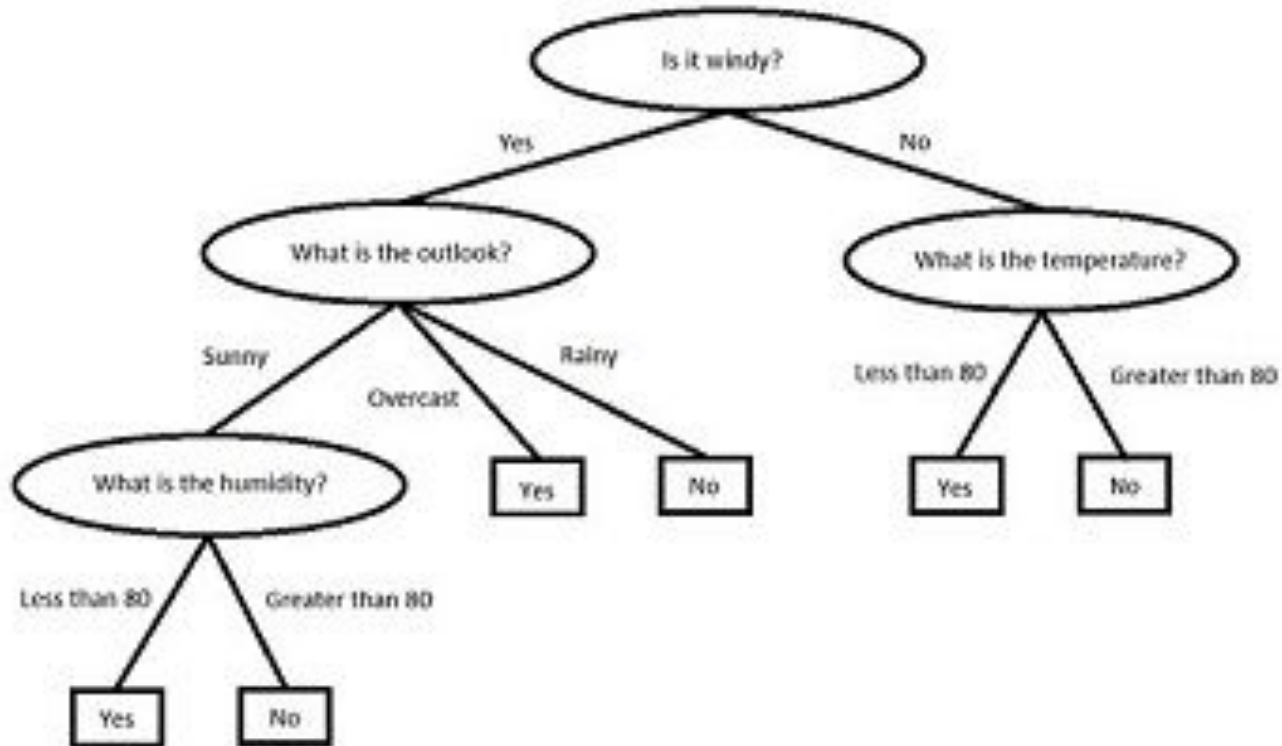 Is it windy?
Yes
No
What is the outlook?
What is the temperature?
Sunny
Overcast
Rainy
Less than 80
Greater than 80
What is the humidity?
Yes
No
Yes
No
Less than 80
Greater than 80
Yes
No